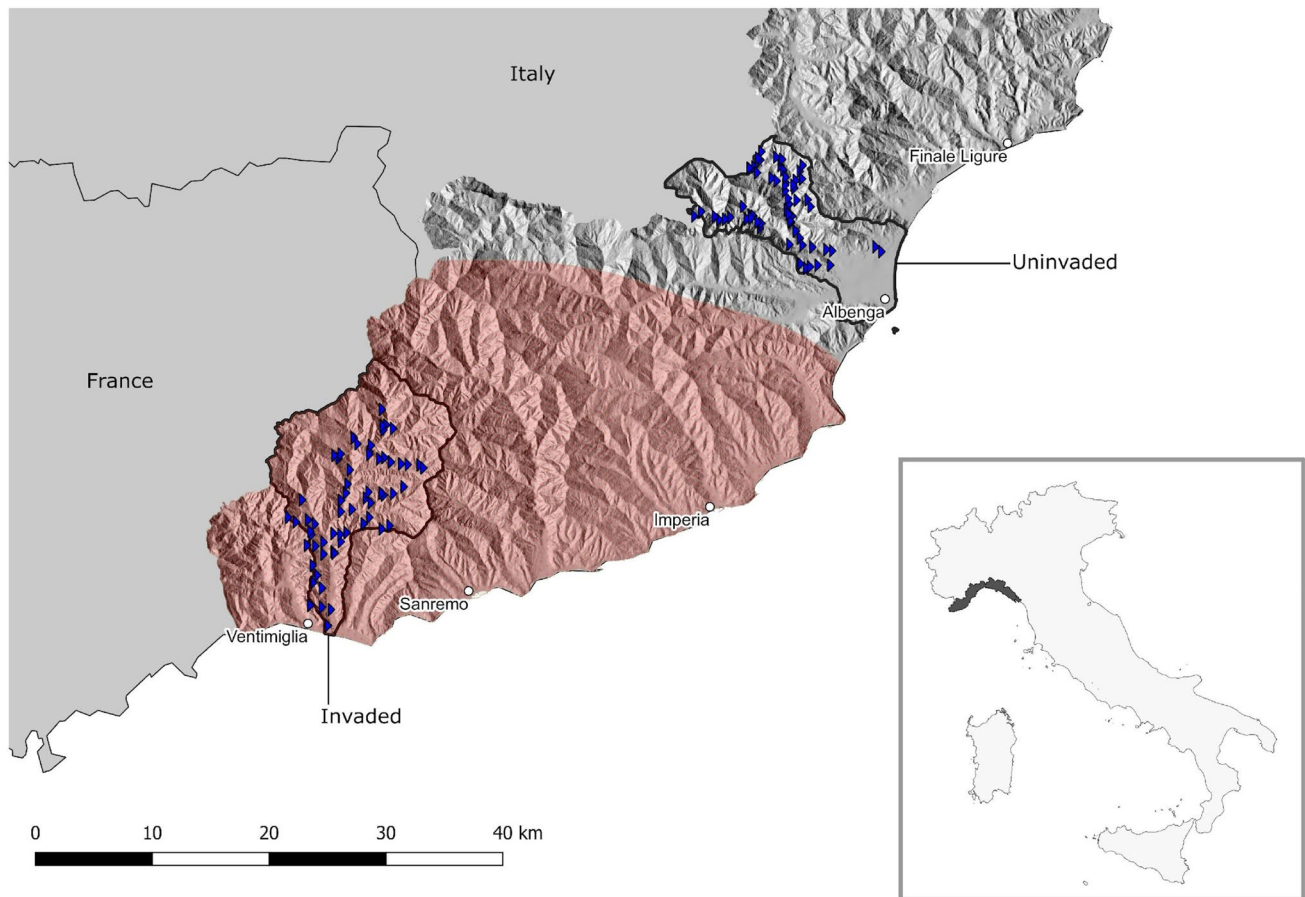 Italy
Finale Ligure
Uninvaded
Albenga
France
Imperia
Sanremo
Ventimiglia
Invaded
0 10 20 30 40 km